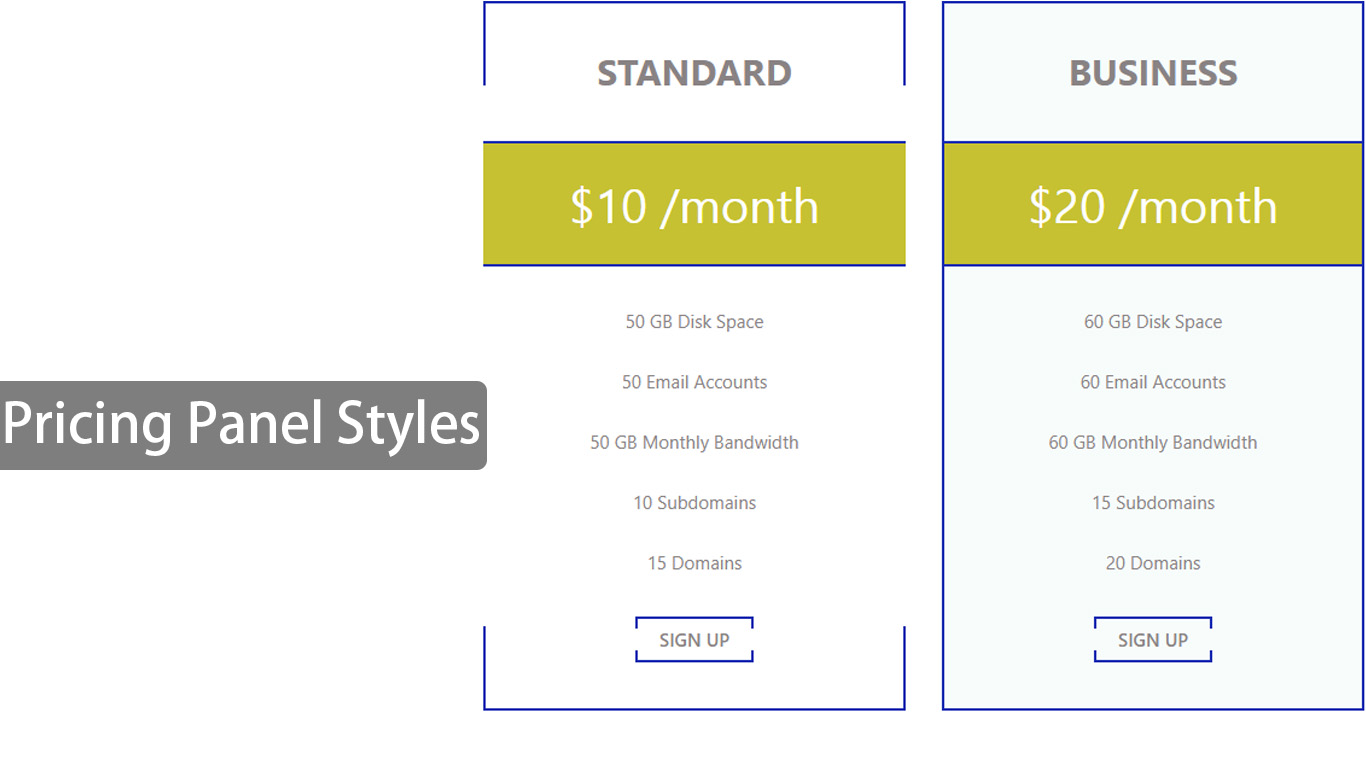 Pricing Panel Styles
STANDARD
$10 /month
50 GB Disk Space
50 Email Accounts
50 GB Monthly Bandwidth
10 Subdomains
15 Domains
SIGN UP
BUSINESS
$20 /month
60 GB Disk Space
60 Email Accounts
60 GB Monthly Bandwidth
15 Subdomains
20 Domains
SIGN UP